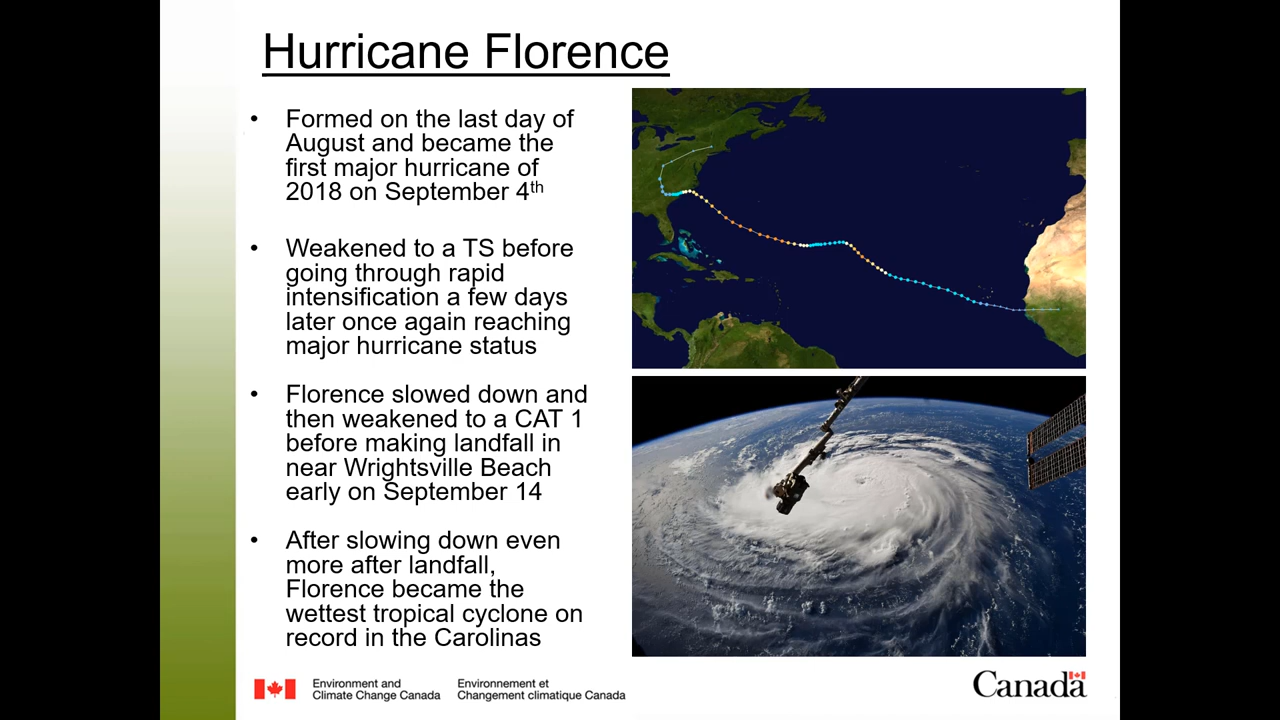 Hurricane Florence
• Formed on the last day of
August and became the
first major hurricane of
2018 on September 4th
• Weakened to a TS before
going through rapid
intensification a few days
later once again reaching
major hurricane status
• Florence slowed down and
then weakened to a CAT 1
before making landfall in
near Wrightsville Beach
early on September 14
• After slowing down even
more after landfall,
Florence became the
wettest tropical cyclone on
record in the Carolinas
Environment and
Climate Change Canada
Environnement et
Changement climatique Canada
Canada